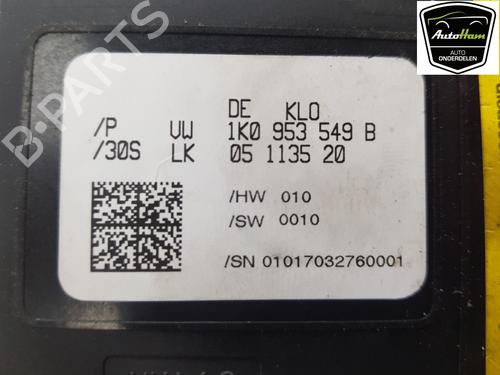 AutoHam
AUTO
ONDERDELEN
DE KLO
/P VW 1K0 953 549 B
/30S LK 05 1135 20
/HW 010
/SW 0010
/SN 01017032760001
B-Parts